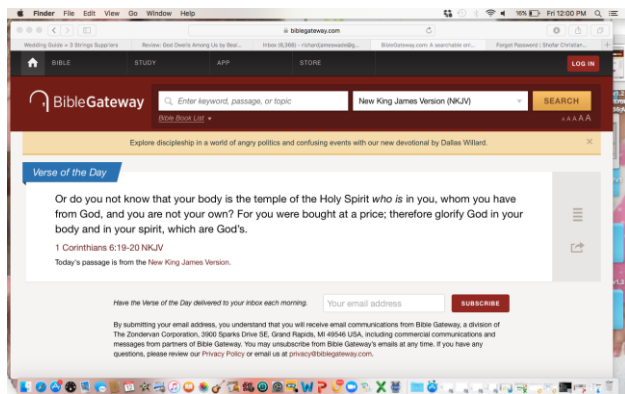 Finder File Edit View Go Window Help
16% Fri 12:00 PM
biblegateway.com
Wedding Guide - 3 Strings Suppliers
Review: God Dwells Among Us by Beal...
BibleGateway.com: A searchable onl...
Forgot Password | Shofar Christian...
BIBLE STUDY APP STORE LOG IN
BibleGateway
Enter keyword, passage, or topic
New King James Version (NKJV)
SEARCH
Bible Book List
A A A A A
Explore discipleship in a world of angry politics and confusing events with our new devotional by Dallas Willard.
Verse of the Day
Or do you not know that your body is the temple of the Holy Spirit who is in you, whom you have
from God, and you are not your own? For you were bought at a price; therefore glorify God in your
body and in your spirit, which are God's.
1 Corinthians 6:19-20 NKJV
Today's passage is from the New King James Version.
Have the Verse of the Day delivered to your inbox each morning.
Your email address
SUBSCRIBE
By submitting your email address, you understand that you will receive email communications from Bible Gateway, a division of
The Zondervan Corporation, 3900 Sparks Drive SE, Grand Rapids, MI 49546 USA, including commercial communications and
messages from partners of Bible Gateway. You may unsubscribe from Bible Gateway's emails at any time. If you have any
questions, please review our Privacy Policy or email us at privacy@biblegateway.com.